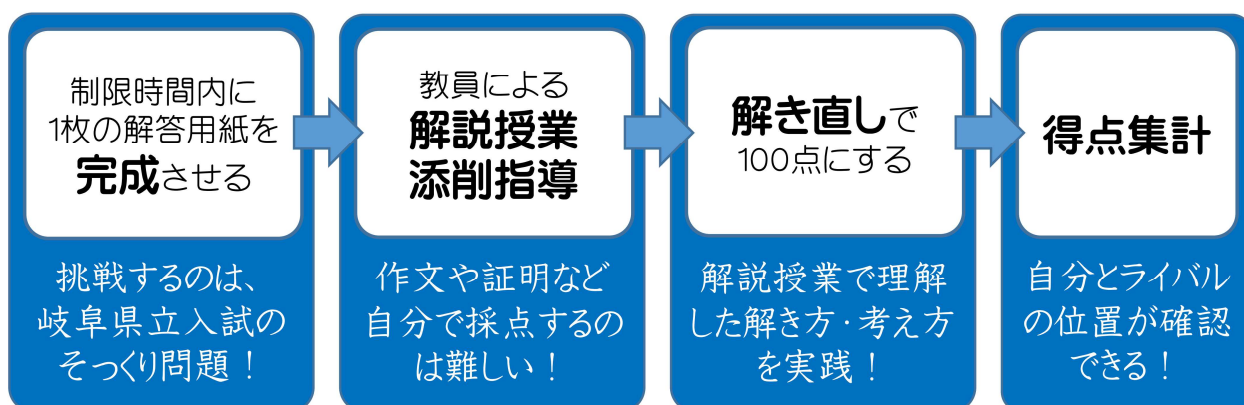 制限時間内に
1枚の解答用紙を
完成させる
挑戦するのは、
岐阜県立入試の
そっくり問題！
教員による
解説授業
添削指導
作文や証明など
自分で採点するの
は難しい！
解き直しで
100点にする
解説授業で理解
した解き方・考え方
を実践！
得点集計
自分とライバル
の位置が確認
できる！